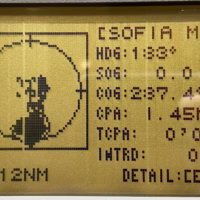 [SOFIA M
HDG:133°
SOG: 0.0
COG:237.4°
CPA: 1.45N
TCPA: 0'0
INTRD: 0
12NM
DETAIL:CE